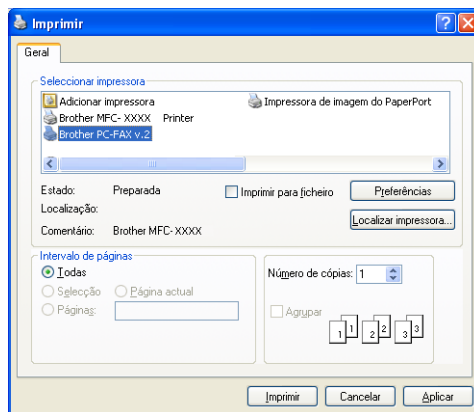 Imprimir
Geral
Seleccionar impressora
Adicionar impressora
Impressora de imagem do PaperPort
Brother MFC- XXXX Printer
Brother PC-FAX v.2
Estado: Preparada
Imprimir para ficheiro
Preferências
Localização:
Localizar impressora...
Comentário: Brother MFC- XXXX
Intervalo de páginas
Todas
Selecção
Página actual
Páginas:
Número de cópias: 1
Agrupar
1 1 2 2 3 3
Imprimir
Cancelar
Aplicar